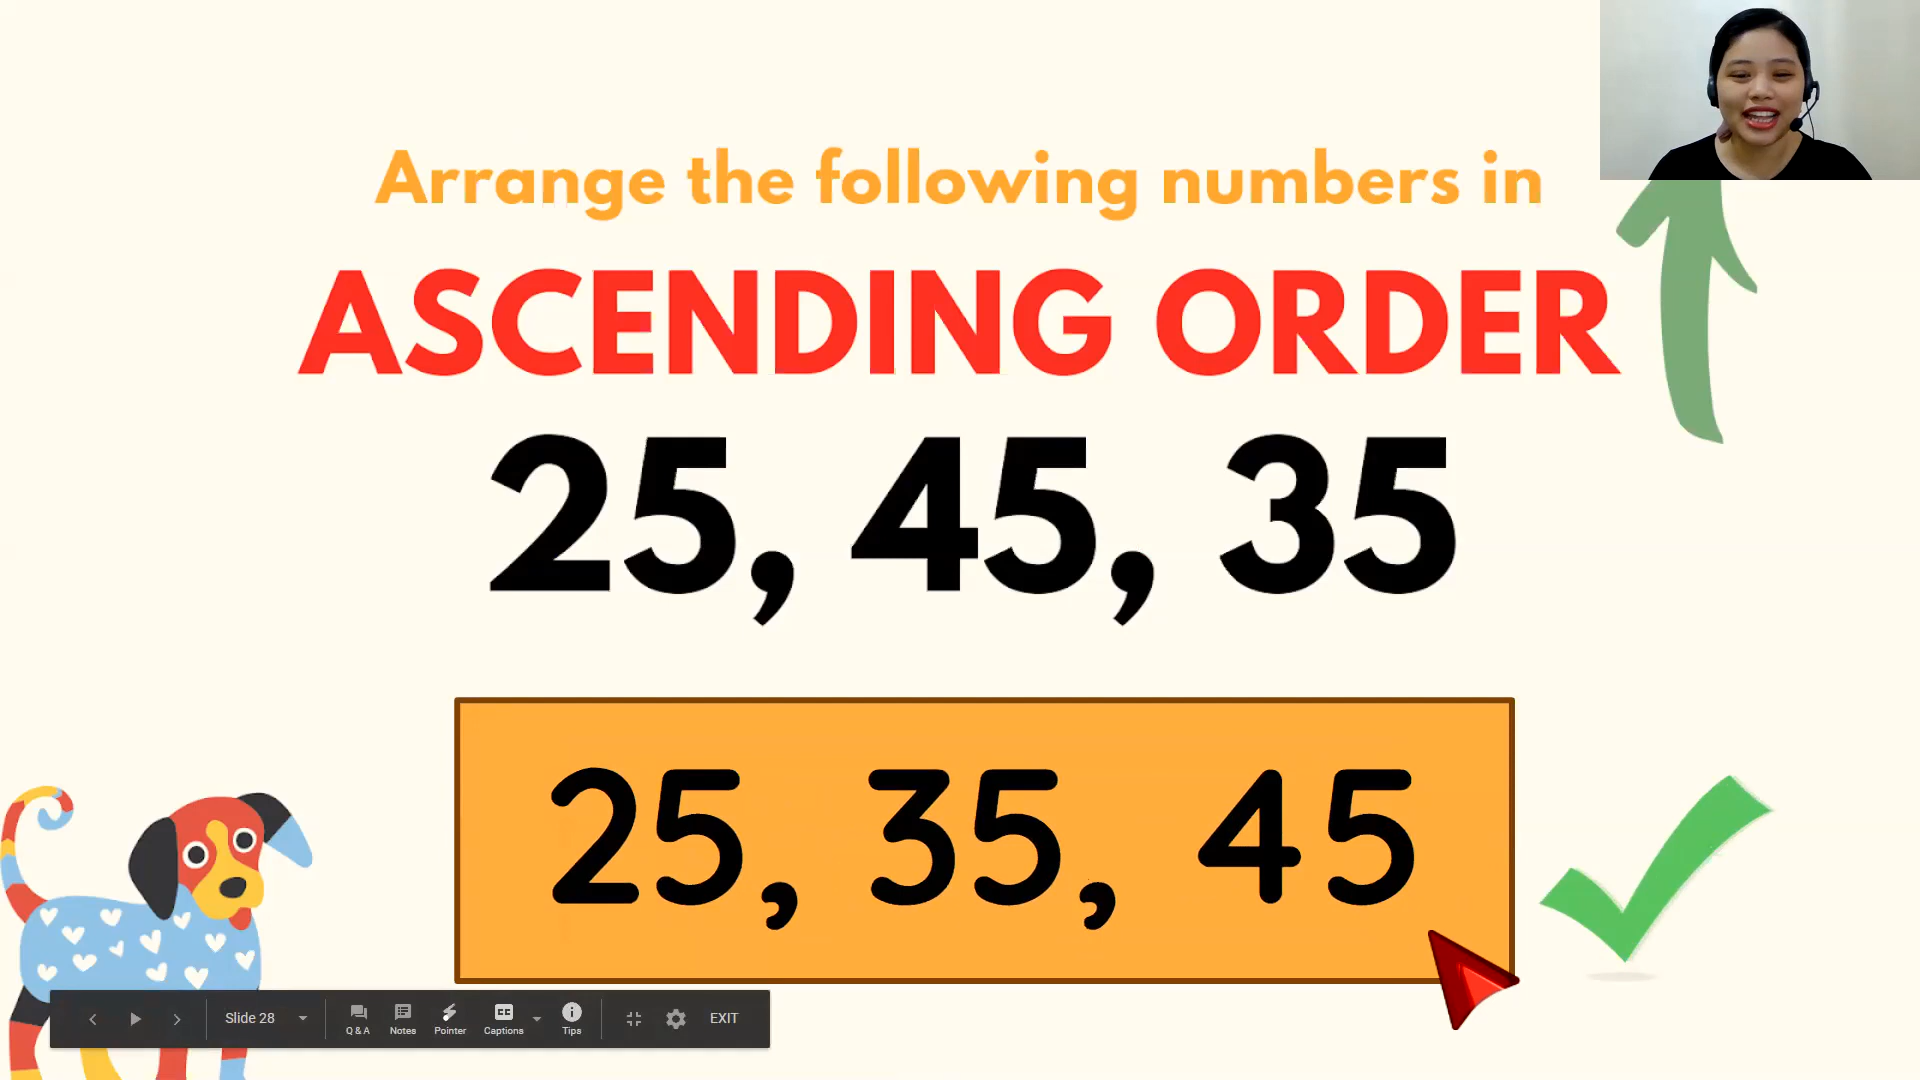 Arrange the following numbers in
ASCENDING ORDER
25, 45, 35
25, 35, 45
Slide 28
Q & A
Notes
Pointer
CC
Captions
Tips
EXIT